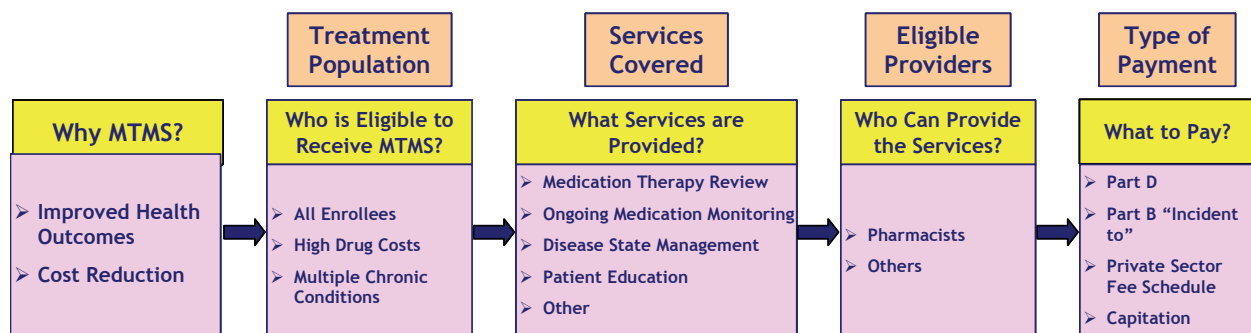 Treatment
Population
Services
Covered
Eligible
Providers
Type of
Payment
Why MTMS?
➢ Improved Health
Outcomes
➢ Cost Reduction
Who is Eligible to
Receive MTMS?
➢ All Enrollees
➢ High Drug Costs
➢ Multiple Chronic
Conditions
What Services are
Provided?
➢ Medication Therapy Review
➢ Ongoing Medication Monitoring
➢ Disease State Management
➢ Patient Education
➢ Other
Who Can Provide
the Services?
➢ Pharmacists
➢ Others
What to Pay?
➢ Part D
➢ Part B “Incident
to”
➢ Private Sector
Fee Schedule
➢ Capitation